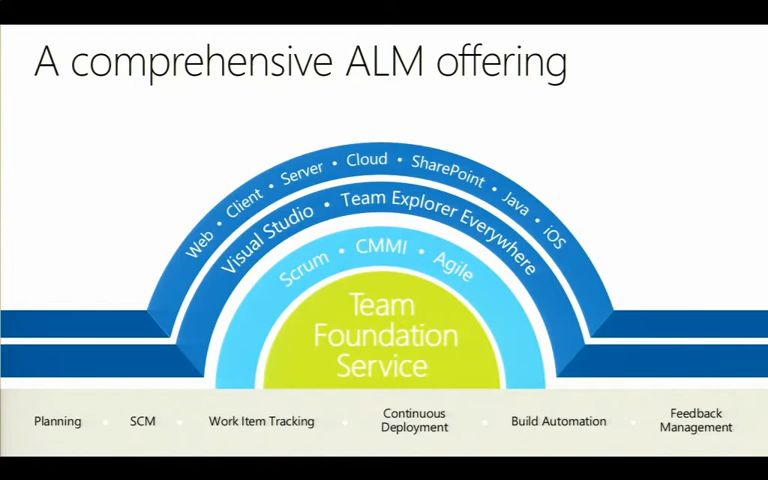 A comprehensive ALM offering
Web • Client • Server • Cloud • SharePoint • Java • iOS
Visual Studio • Team Explorer Everywhere
Scrum • CMMI • Agile
Team
Foundation
Service
Planning
SCM
Work Item Tracking
Continuous
Deployment
Build Automation
Feedback
Management